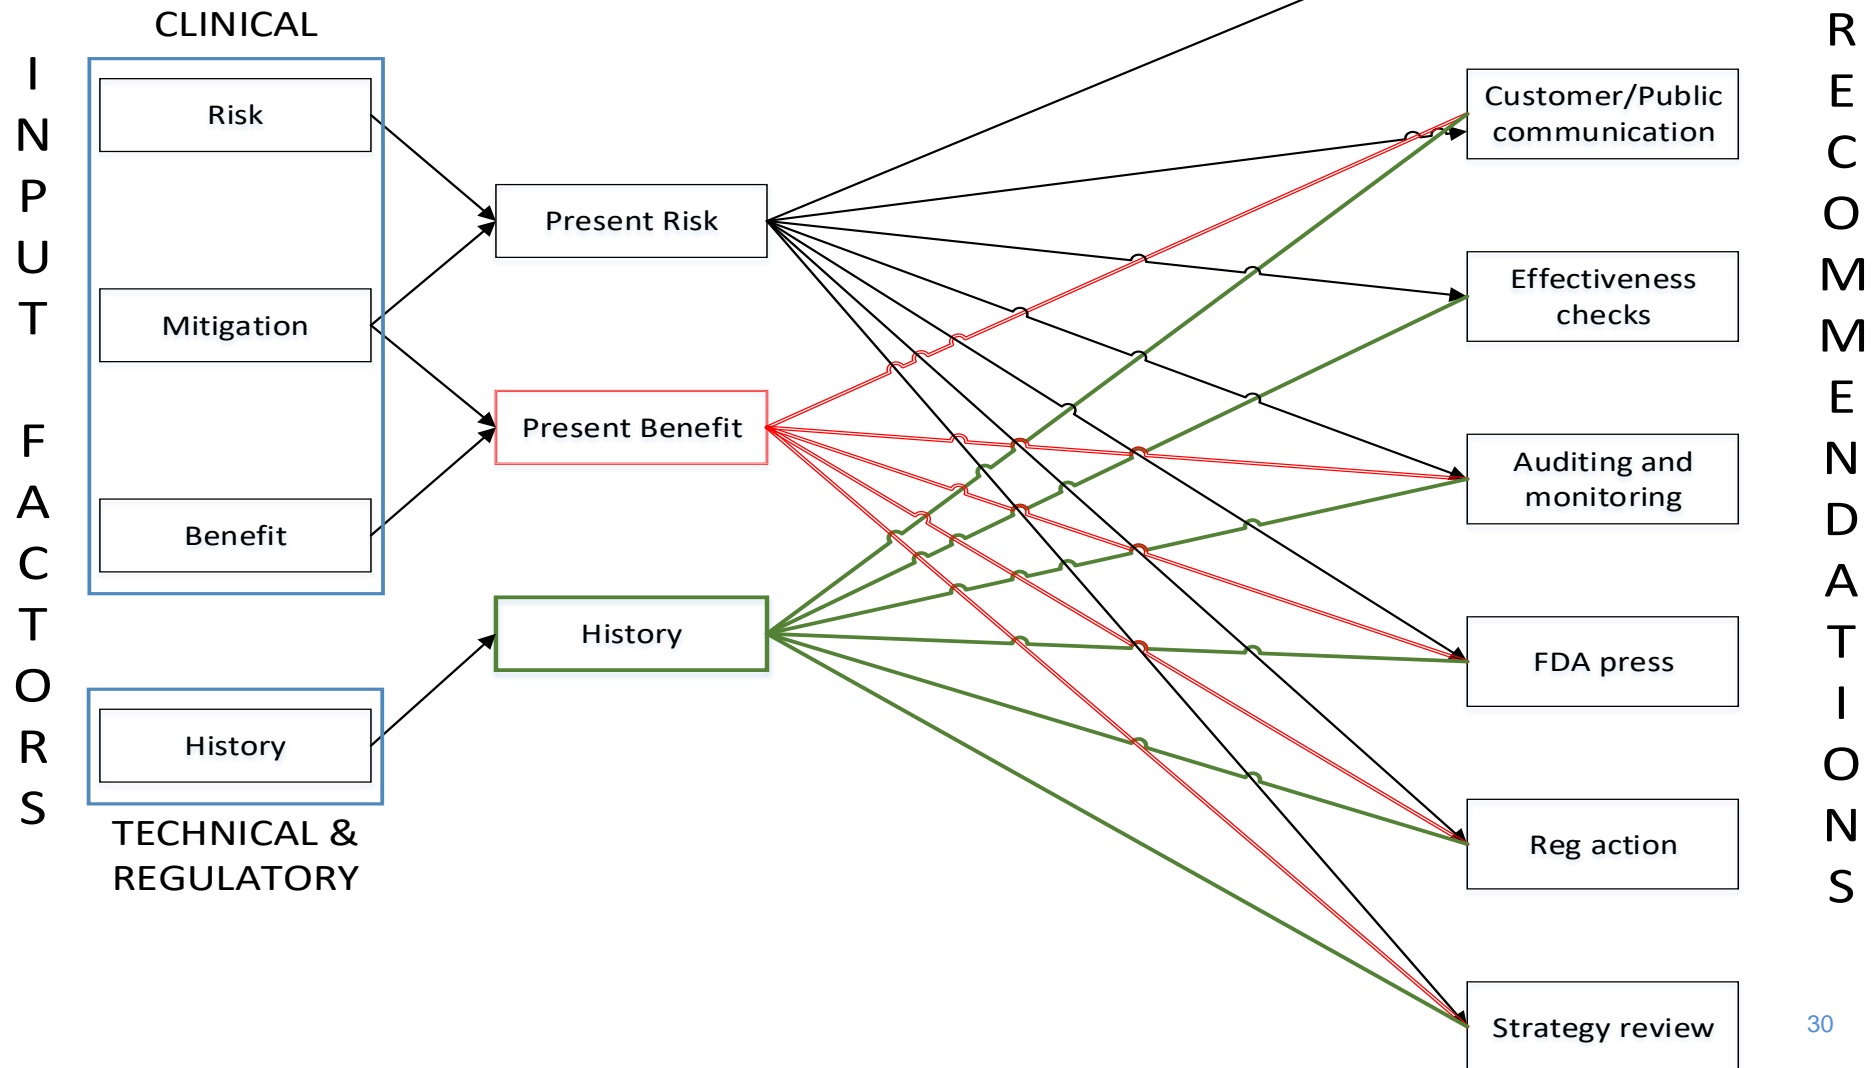 CLINICAL
INPUT FACTORS
Risk
Mitigation
Benefit
History
TECHNICAL &
REGULATORY
Present Risk
Present Benefit
History
Customer/Public
communication
Effectiveness
checks
Auditing and
monitoring
FDA press
Reg action
Strategy review
RECOMMENDATIONS
30